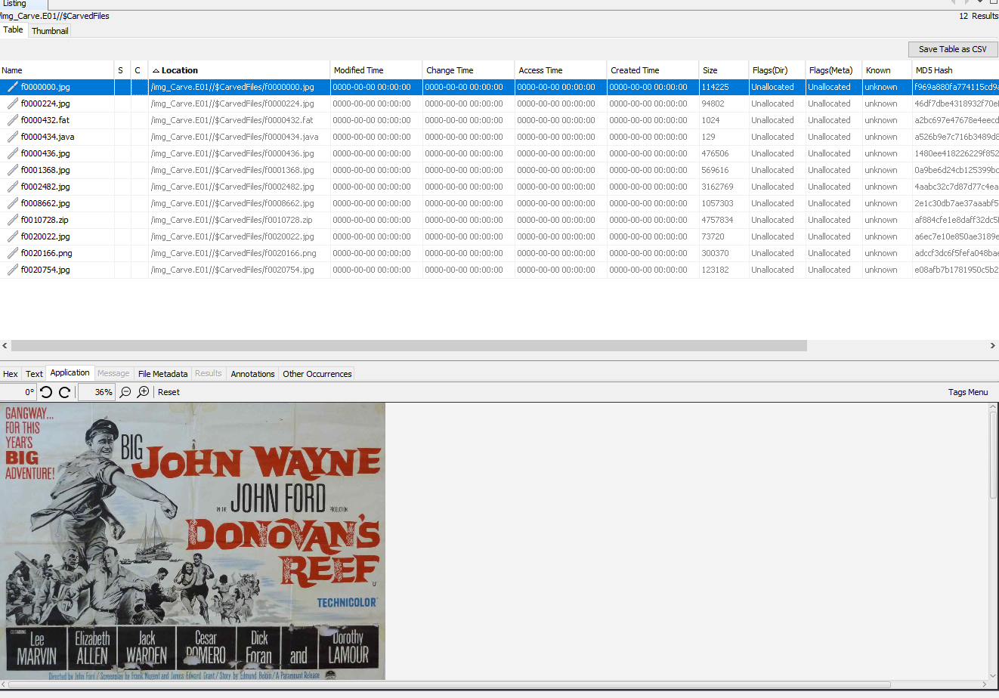 Listing
/img_Carve.E01//$CarvedFiles
12 Results
Table Thumbnail
Save Table as CSV
Name S C Location Modified Time Change Time Access Time Created Time Size Flags(Dir) Flags(Meta) Known MD5 Hash
f0000000.jpg /img_Carve.E01//$CarvedFiles/f0000000.jpg 0000-00-00 00:00:00 0000-00-00 00:00:00 0000-00-00 00:00:00 0000-00-00 00:00:00 114225 Unallocated Unallocated unknown f969a880fa774115cd9a
f0000224.jpg /img_Carve.E01//$CarvedFiles/f0000224.jpg 0000-00-00 00:00:00 0000-00-00 00:00:00 0000-00-00 00:00:00 0000-00-00 00:00:00 94802 Unallocated Unallocated unknown 46df7dbe4318932f70ef
f0000432.fat /img_Carve.E01//$CarvedFiles/f0000432.fat 0000-00-00 00:00:00 0000-00-00 00:00:00 0000-00-00 00:00:00 0000-00-00 00:00:00 1024 Unallocated Unallocated unknown a2bc697e47678e4eecd
f0000434.java /img_Carve.E01//$CarvedFiles/f0000434.java 0000-00-00 00:00:00 0000-00-00 00:00:00 0000-00-00 00:00:00 0000-00-00 00:00:00 129 Unallocated Unallocated unknown a526b9e7c716b3489d8
f0000436.jpg /img_Carve.E01//$CarvedFiles/f0000436.jpg 0000-00-00 00:00:00 0000-00-00 00:00:00 0000-00-00 00:00:00 0000-00-00 00:00:00 476506 Unallocated Unallocated unknown 1480ee418226229f852
f0001368.jpg /img_Carve.E01//$CarvedFiles/f0001368.jpg 0000-00-00 00:00:00 0000-00-00 00:00:00 0000-00-00 00:00:00 0000-00-00 00:00:00 569616 Unallocated Unallocated unknown 0a9be6d24cb125399bc
f0002482.jpg /img_Carve.E01//$CarvedFiles/f0002482.jpg 0000-00-00 00:00:00 0000-00-00 00:00:00 0000-00-00 00:00:00 0000-00-00 00:00:00 3162769 Unallocated Unallocated unknown 4aabc32c7d87d77c4ea
f0008662.jpg /img_Carve.E01//$CarvedFiles/f0008662.jpg 0000-00-00 00:00:00 0000-00-00 00:00:00 0000-00-00 00:00:00 0000-00-00 00:00:00 1057303 Unallocated Unallocated unknown 2e1c30db7ae37aaabf5
f0010728.zip /img_Carve.E01//$CarvedFiles/f0010728.zip 0000-00-00 00:00:00 0000-00-00 00:00:00 0000-00-00 00:00:00 0000-00-00 00:00:00 4757834 Unallocated Unallocated unknown af884cfe1e8daff32dc5
f0020022.jpg /img_Carve.E01//$CarvedFiles/f0020022.jpg 0000-00-00 00:00:00 0000-00-00 00:00:00 0000-00-00 00:00:00 0000-00-00 00:00:00 73720 Unallocated Unallocated unknown a6ec7e10e850ae3189e
f0020166.png /img_Carve.E01//$CarvedFiles/f0020166.png 0000-00-00 00:00:00 0000-00-00 00:00:00 0000-00-00 00:00:00 0000-00-00 00:00:00 300370 Unallocated Unallocated unknown adccf3dc6f5fefa048bae
f0020754.jpg /img_Carve.E01//$CarvedFiles/f0020754.jpg 0000-00-00 00:00:00 0000-00-00 00:00:00 0000-00-00 00:00:00 0000-00-00 00:00:00 123182 Unallocated Unallocated unknown e08afb7b1781950c5b2
Hex Text Application Message File Metadata Results Annotations Other Occurrences
0° 36% Reset Tags Menu
GANGWAY...
FOR THIS
YEAR'S
BIG
ADVENTURE!
BIG
JOHN WAYNE
IN THE JOHN FORD PRODUCTION
DONOVAN'S
REEF
U
TECHNICOLOR
CO-STARRING
Lee MARVIN
Elizabeth ALLEN
Jack WARDEN
Cesar ROMERO
Dick Foran
and
Dorothy LAMOUR
Directed by John Ford / Screenplay by Frank Nugent and James Edward Grant / Story by Edmund Beloin / A Paramount Release